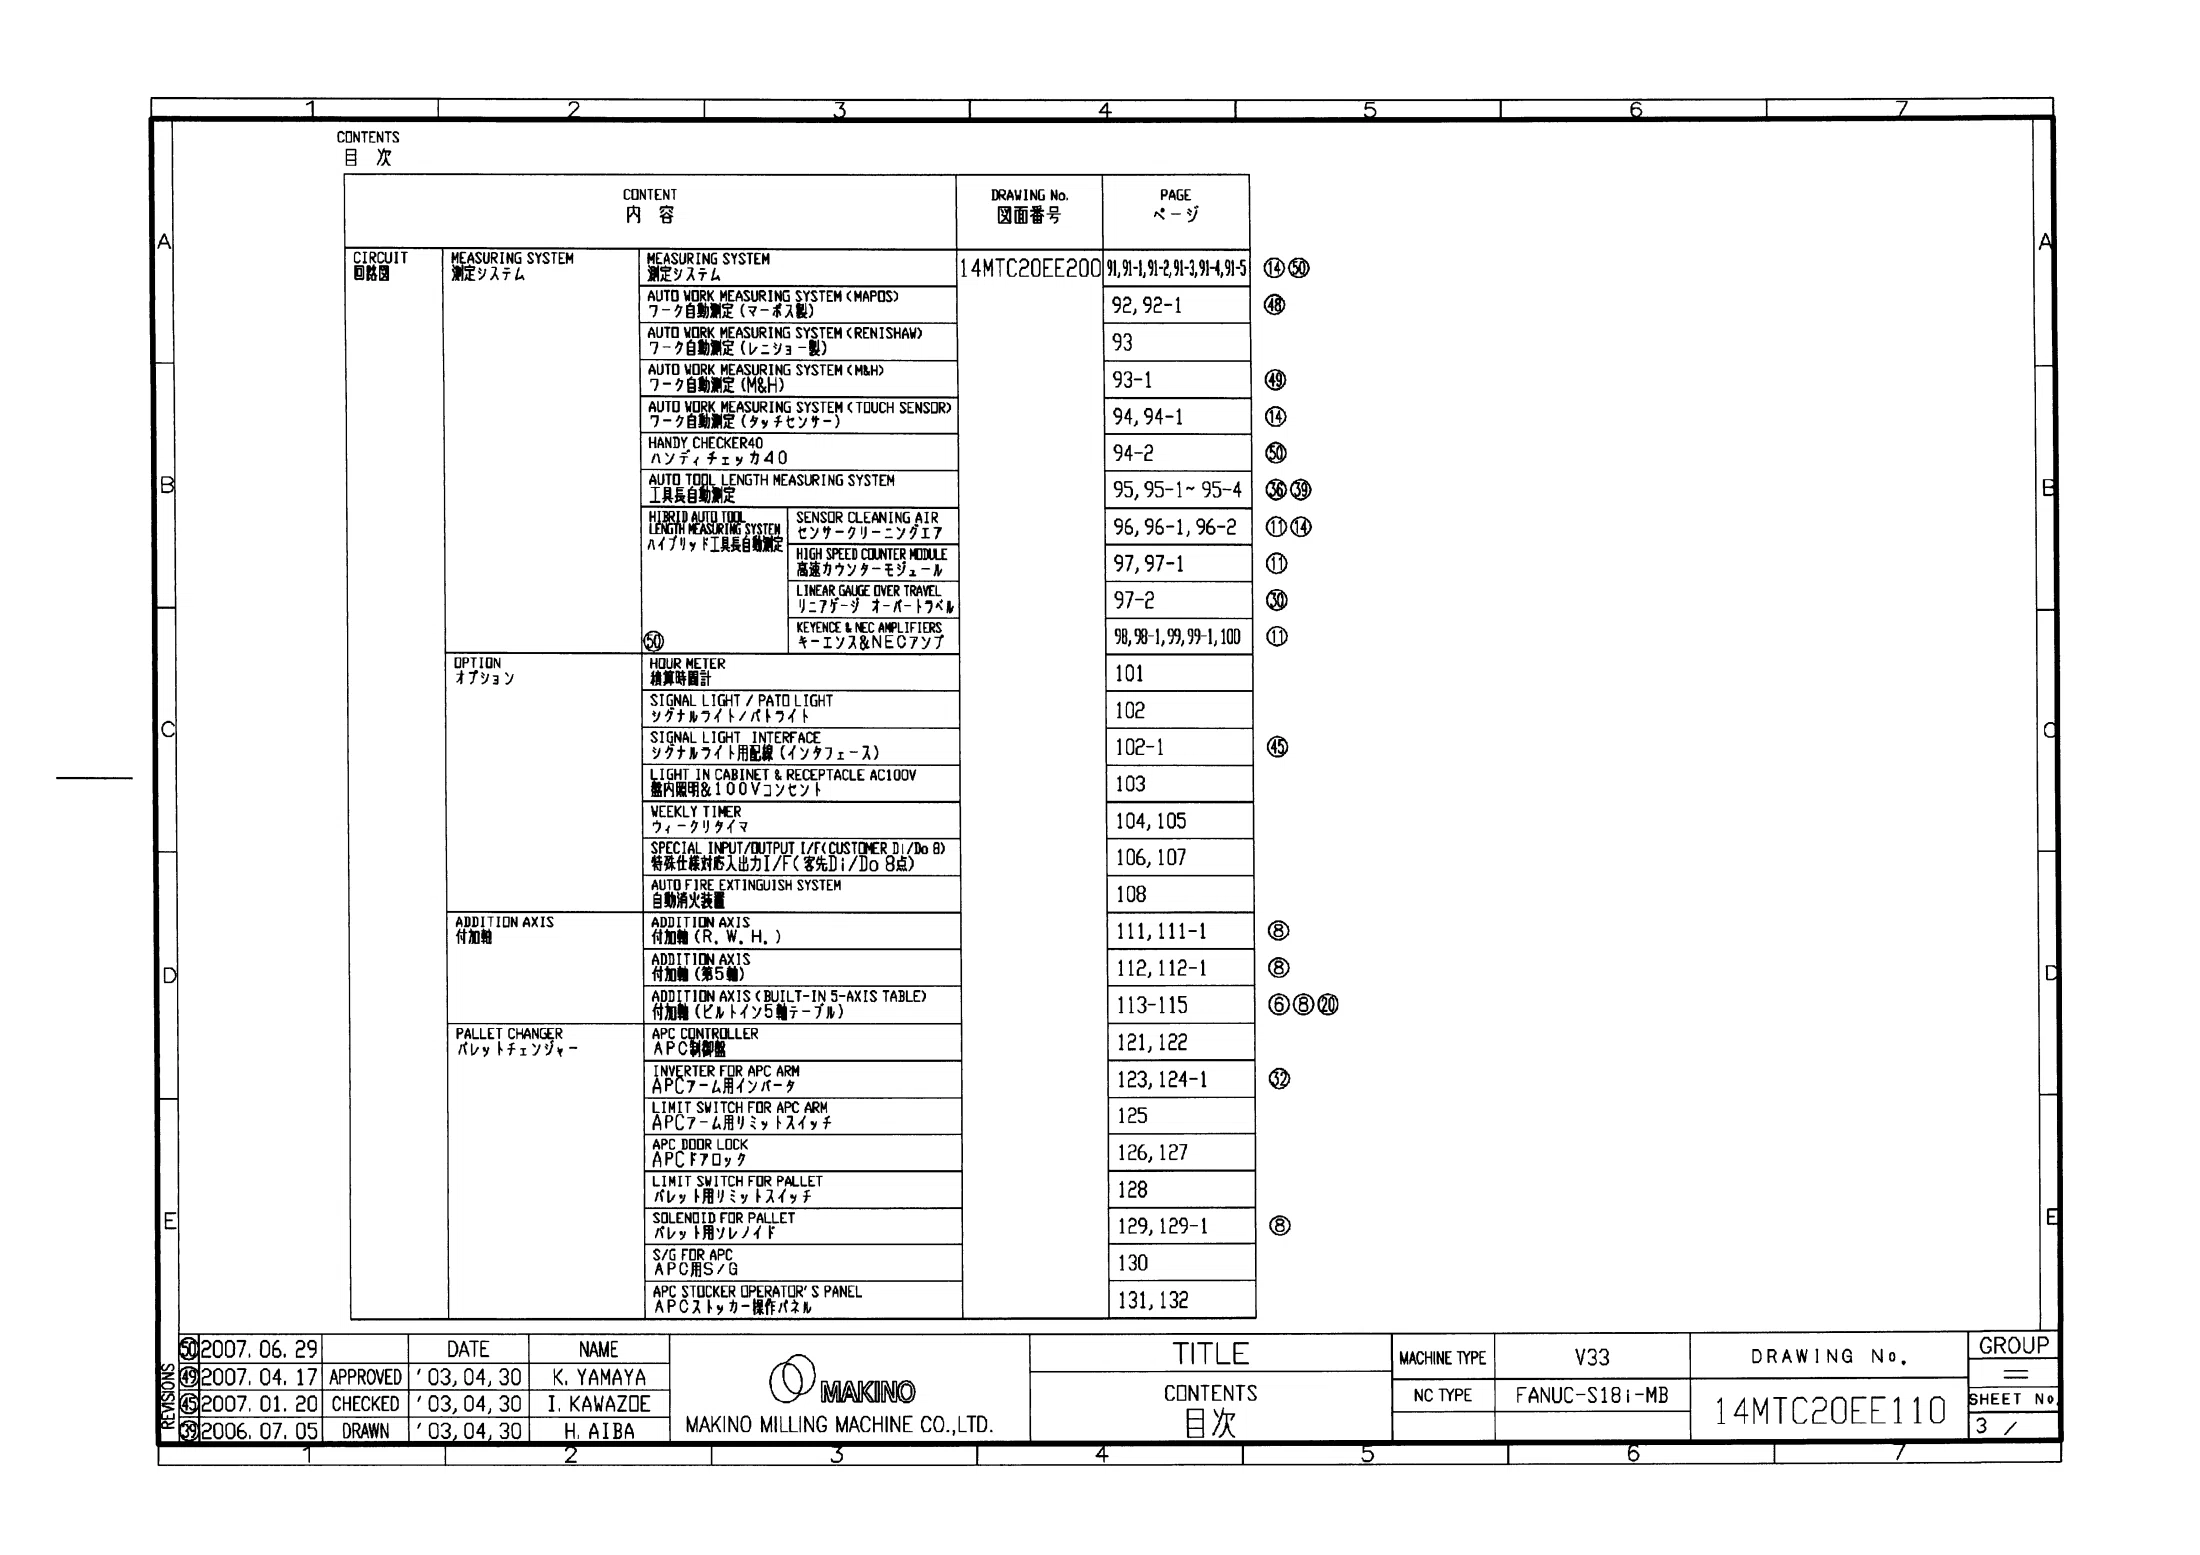 1 2 3 4 5 6 7
CONTENTS
目 次
CONTENT
内 容
DRAWING No.
図面番号
PAGE
ページ
CIRCUIT
回路図
MEASURING SYSTEM
測定システム
MEASURING SYSTEM
測定システム
14MTC20EE200
91,91-1,91-2,91-3,91-4,91-5
⑭㊿
AUTO WORK MEASURING SYSTEM (MAPOS)
ワーク自動測定 (マーポス製)
92, 92-1
㊽
AUTO WORK MEASURING SYSTEM (RENISHAW)
ワーク自動測定 (レニショー製)
93
AUTO WORK MEASURING SYSTEM (M&H)
ワーク自動測定 (M&H)
93-1
㊾
AUTO WORK MEASURING SYSTEM (TOUCH SENSOR)
ワーク自動測定 (タッチセンサー)
94, 94-1
⑭
HANDY CHECKER40
ハンディチェッカ40
94-2
㊿
AUTO TOOL LENGTH MEASURING SYSTEM
工具長自動測定
95, 95-1~ 95-4
㊱㊴
HIBRID AUTO TOOL
LENGTH MEASURING SYSTEM
ハイブリッド工具長自動測定
㊿
SENSOR CLEANING AIR
センサークリーニングエア
96, 96-1, 96-2
⑪⑭
HIGH SPEED COUNTER MODULE
高速カウンターモジュール
97, 97-1
⑪
LINEAR GAUGE OVER TRAVEL
リニアゲージ オーバートラベル
97-2
㉚
KEYENCE & NEC AMPLIFIERS
キーエンス&NECアンプ
98, 98-1, 99, 99-1, 100
⑪
OPTION
オプション
HOUR METER
積算時間計
101
SIGNAL LIGHT / PATO LIGHT
シグナルライト/パトライト
102
SIGNAL LIGHT INTERFACE
シグナルライト用配線 (インタフェース)
102-1
㊺
LIGHT IN CABINET & RECEPTACLE AC100V
盤内照明&100Vコンセント
103
WEEKLY TIMER
ウィークリタイマ
104, 105
SPECIAL INPUT/OUTPUT I/F(CUSTOMER Di/Do 8)
特殊仕様対応入出力I/F( 客先Di/Do 8点)
106, 107
AUTO FIRE EXTINGUISH SYSTEM
自動消火装置
108
ADDITION AXIS
付加軸
ADDITION AXIS
付加軸 (R. W. H. )
111, 111-1
⑧
ADDITION AXIS
付加軸 (第5軸)
112, 112-1
⑧
ADDITION AXIS (BUILT-IN 5-AXIS TABLE)
付加軸 (ビルトイン5軸テーブル)
113-115
⑥⑧⑳
PALLET CHANGER
パレットチェンジャー
APC CONTROLLER
APC制御盤
121, 122
INVERTER FOR APC ARM
APCアーム用インバータ
123, 124-1
㉜
LIMIT SWITCH FOR APC ARM
APCアーム用リミットスイッチ
125
APC DOOR LOCK
APCドアロック
126, 127
LIMIT SWITCH FOR PALLET
パレット用リミットスイッチ
128
SOLENOID FOR PALLET
パレット用ソレノイド
129, 129-1
⑧
S/G FOR APC
APC用S/G
130
APC STOCKER OPERATOR'S PANEL
APCストッカー操作パネル
131, 132
A A
B B
C C
D D
E E
REVISIONS
㊿ 2007. 06. 29 DATE NAME
㊾ 2007. 04. 17 APPROVED '03, 04, 30 K. YAMAYA
㊺ 2007. 01. 20 CHECKED '03, 04, 30 I. KAWAZOE
㊴ 2006. 07. 05 DRAWN '03, 04, 30 H. AIBA
MAKINO
MAKINO MILLING MACHINE CO.,LTD.
TITLE
CONTENTS
目次
MACHINE TYPE V33
NC TYPE FANUC-S18i-MB
DRAWING No.
14MTC20EE110
GROUP
=
SHEET No.
3 /
1 2 3 4 5 6 7